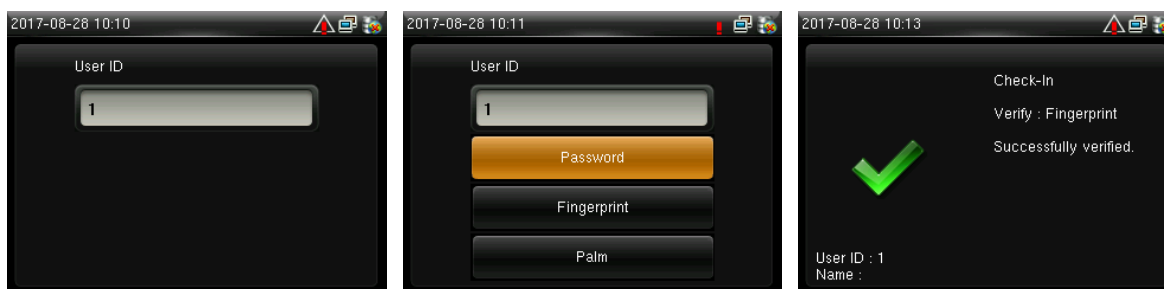 2017-08-28 10:10
User ID
1
2017-08-28 10:11
User ID
1
Password
Fingerprint
Palm
2017-08-28 10:13
Check-In
Verify : Fingerprint
Successfully verified.
User ID : 1
Name :